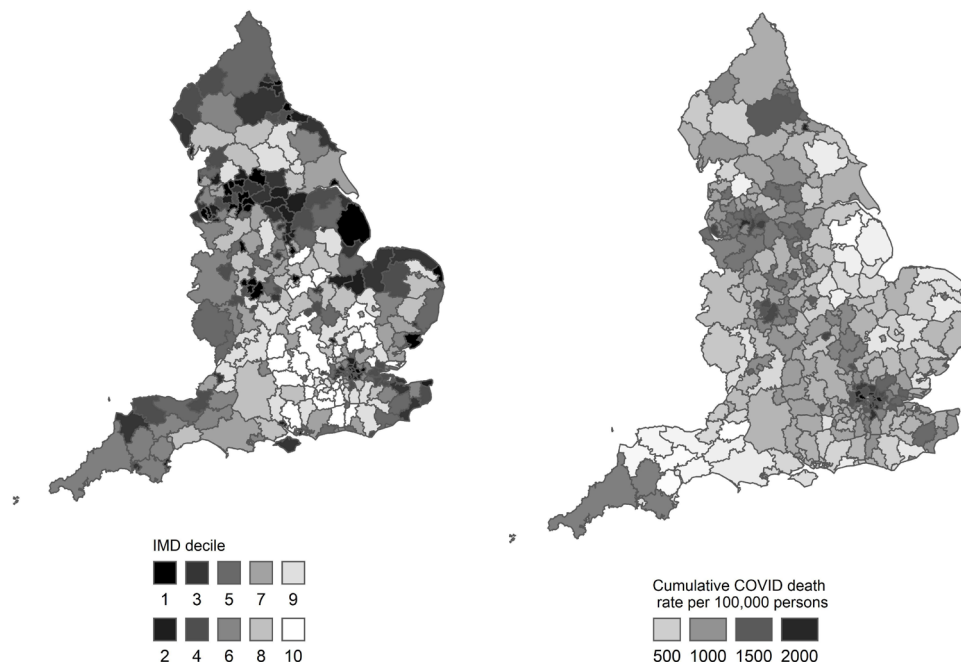 IMD decile
1 3 5 7 9
2 4 6 8 10
Cumulative COVID death
rate per 100,000 persons
500 1000 1500 2000